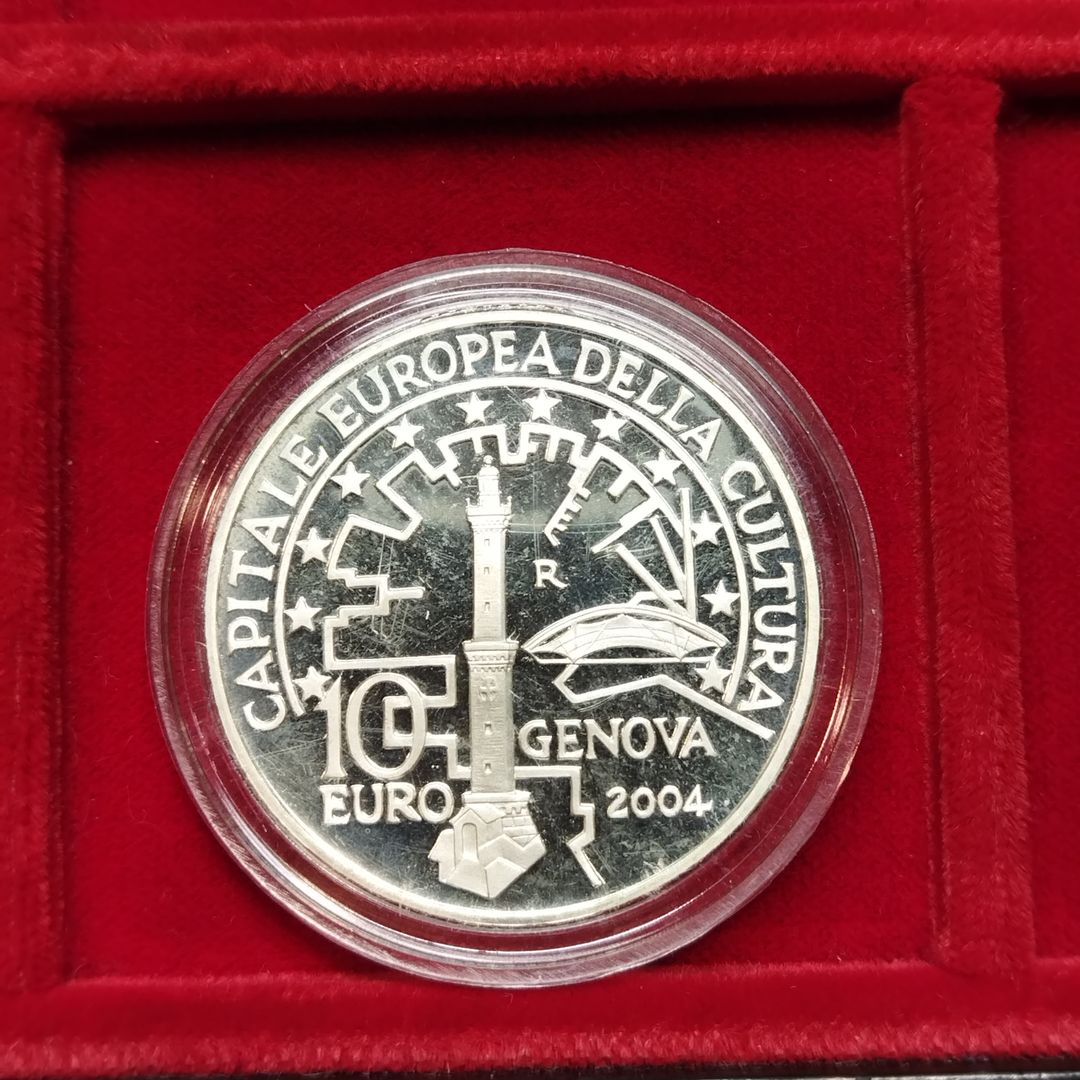 CAPITALE EUROPEA DELLA CULTURA
R
10
EURO
GENOVA
2004